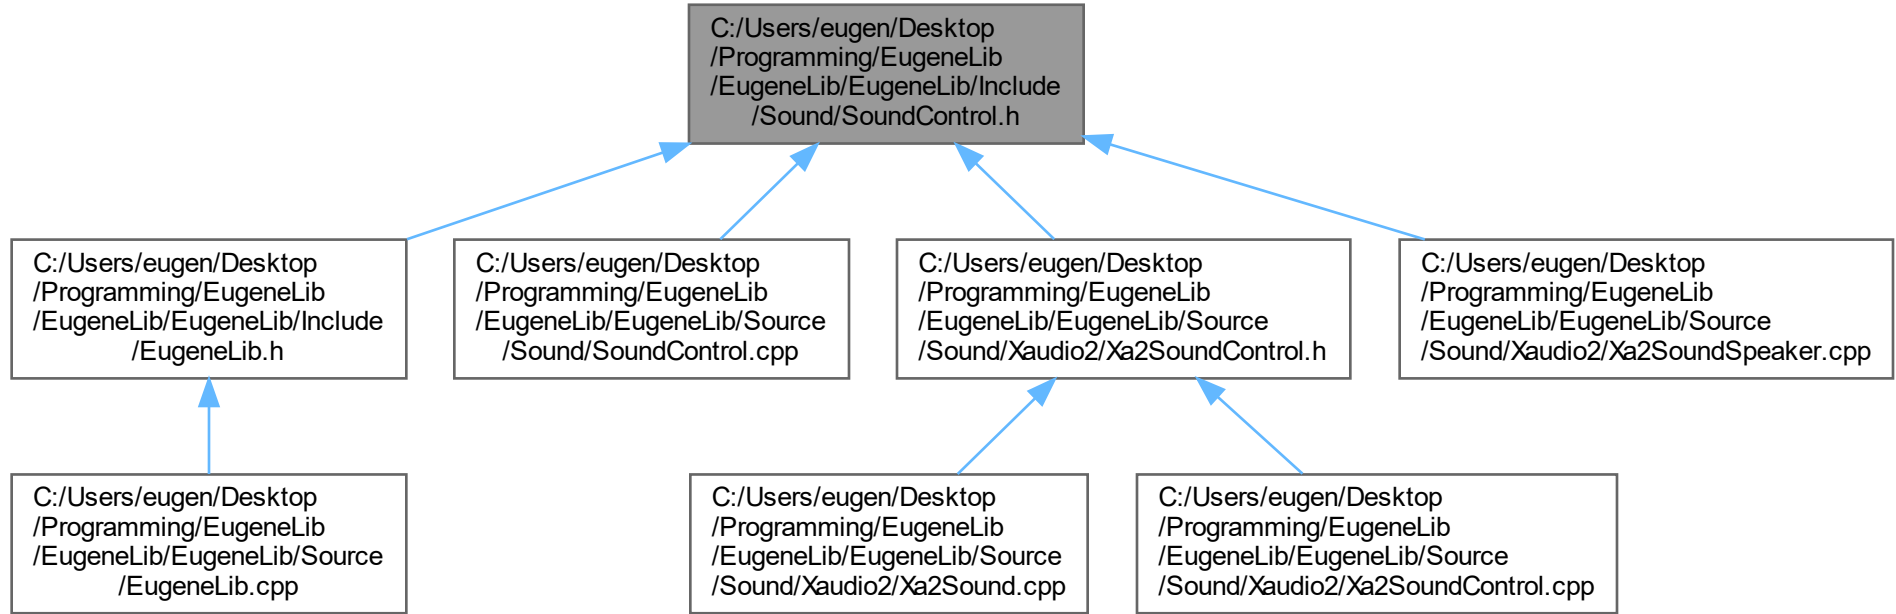 C:/Users/eugen/Desktop
/Programming/EugeneLib
/EugeneLib/EugeneLib/Include
/Sound/SoundControl.h
C:/Users/eugen/Desktop
/Programming/EugeneLib
/EugeneLib/EugeneLib/Include
/EugeneLib.h
C:/Users/eugen/Desktop
/Programming/EugeneLib
/EugeneLib/EugeneLib/Source
/Sound/SoundControl.cpp
C:/Users/eugen/Desktop
/Programming/EugeneLib
/EugeneLib/EugeneLib/Source
/Sound/Xaudio2/Xa2SoundControl.h
C:/Users/eugen/Desktop
/Programming/EugeneLib
/EugeneLib/EugeneLib/Source
/Sound/Xaudio2/Xa2SoundSpeaker.cpp
C:/Users/eugen/Desktop
/Programming/EugeneLib
/EugeneLib/EugeneLib/Source
/EugeneLib.cpp
C:/Users/eugen/Desktop
/Programming/EugeneLib
/EugeneLib/EugeneLib/Source
/Sound/Xaudio2/Xa2Sound.cpp
C:/Users/eugen/Desktop
/Programming/EugeneLib
/EugeneLib/EugeneLib/Source
/Sound/Xaudio2/Xa2SoundControl.cpp